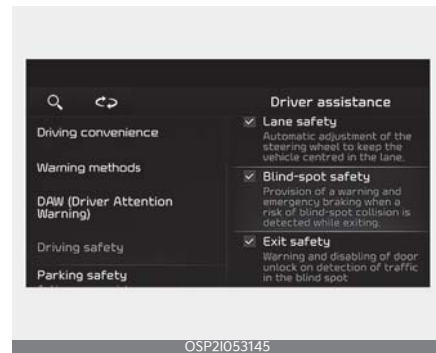 Driver assistance
Driving convenience
Warning methods
DAW (Driver Attention
Warning)
Driving safety
Parking safety
Lane safety
Automatic adjustment of the
steering wheel to keep the
vehicle centred in the lane.
Blind-spot safety
Provision of a warning and
emergency braking when a
risk of blind-spot collision is
detected while exiting.
Exit safety
Warning and disabling of door
unlock on detection of traffic
in the blind spot
OSP2I053145